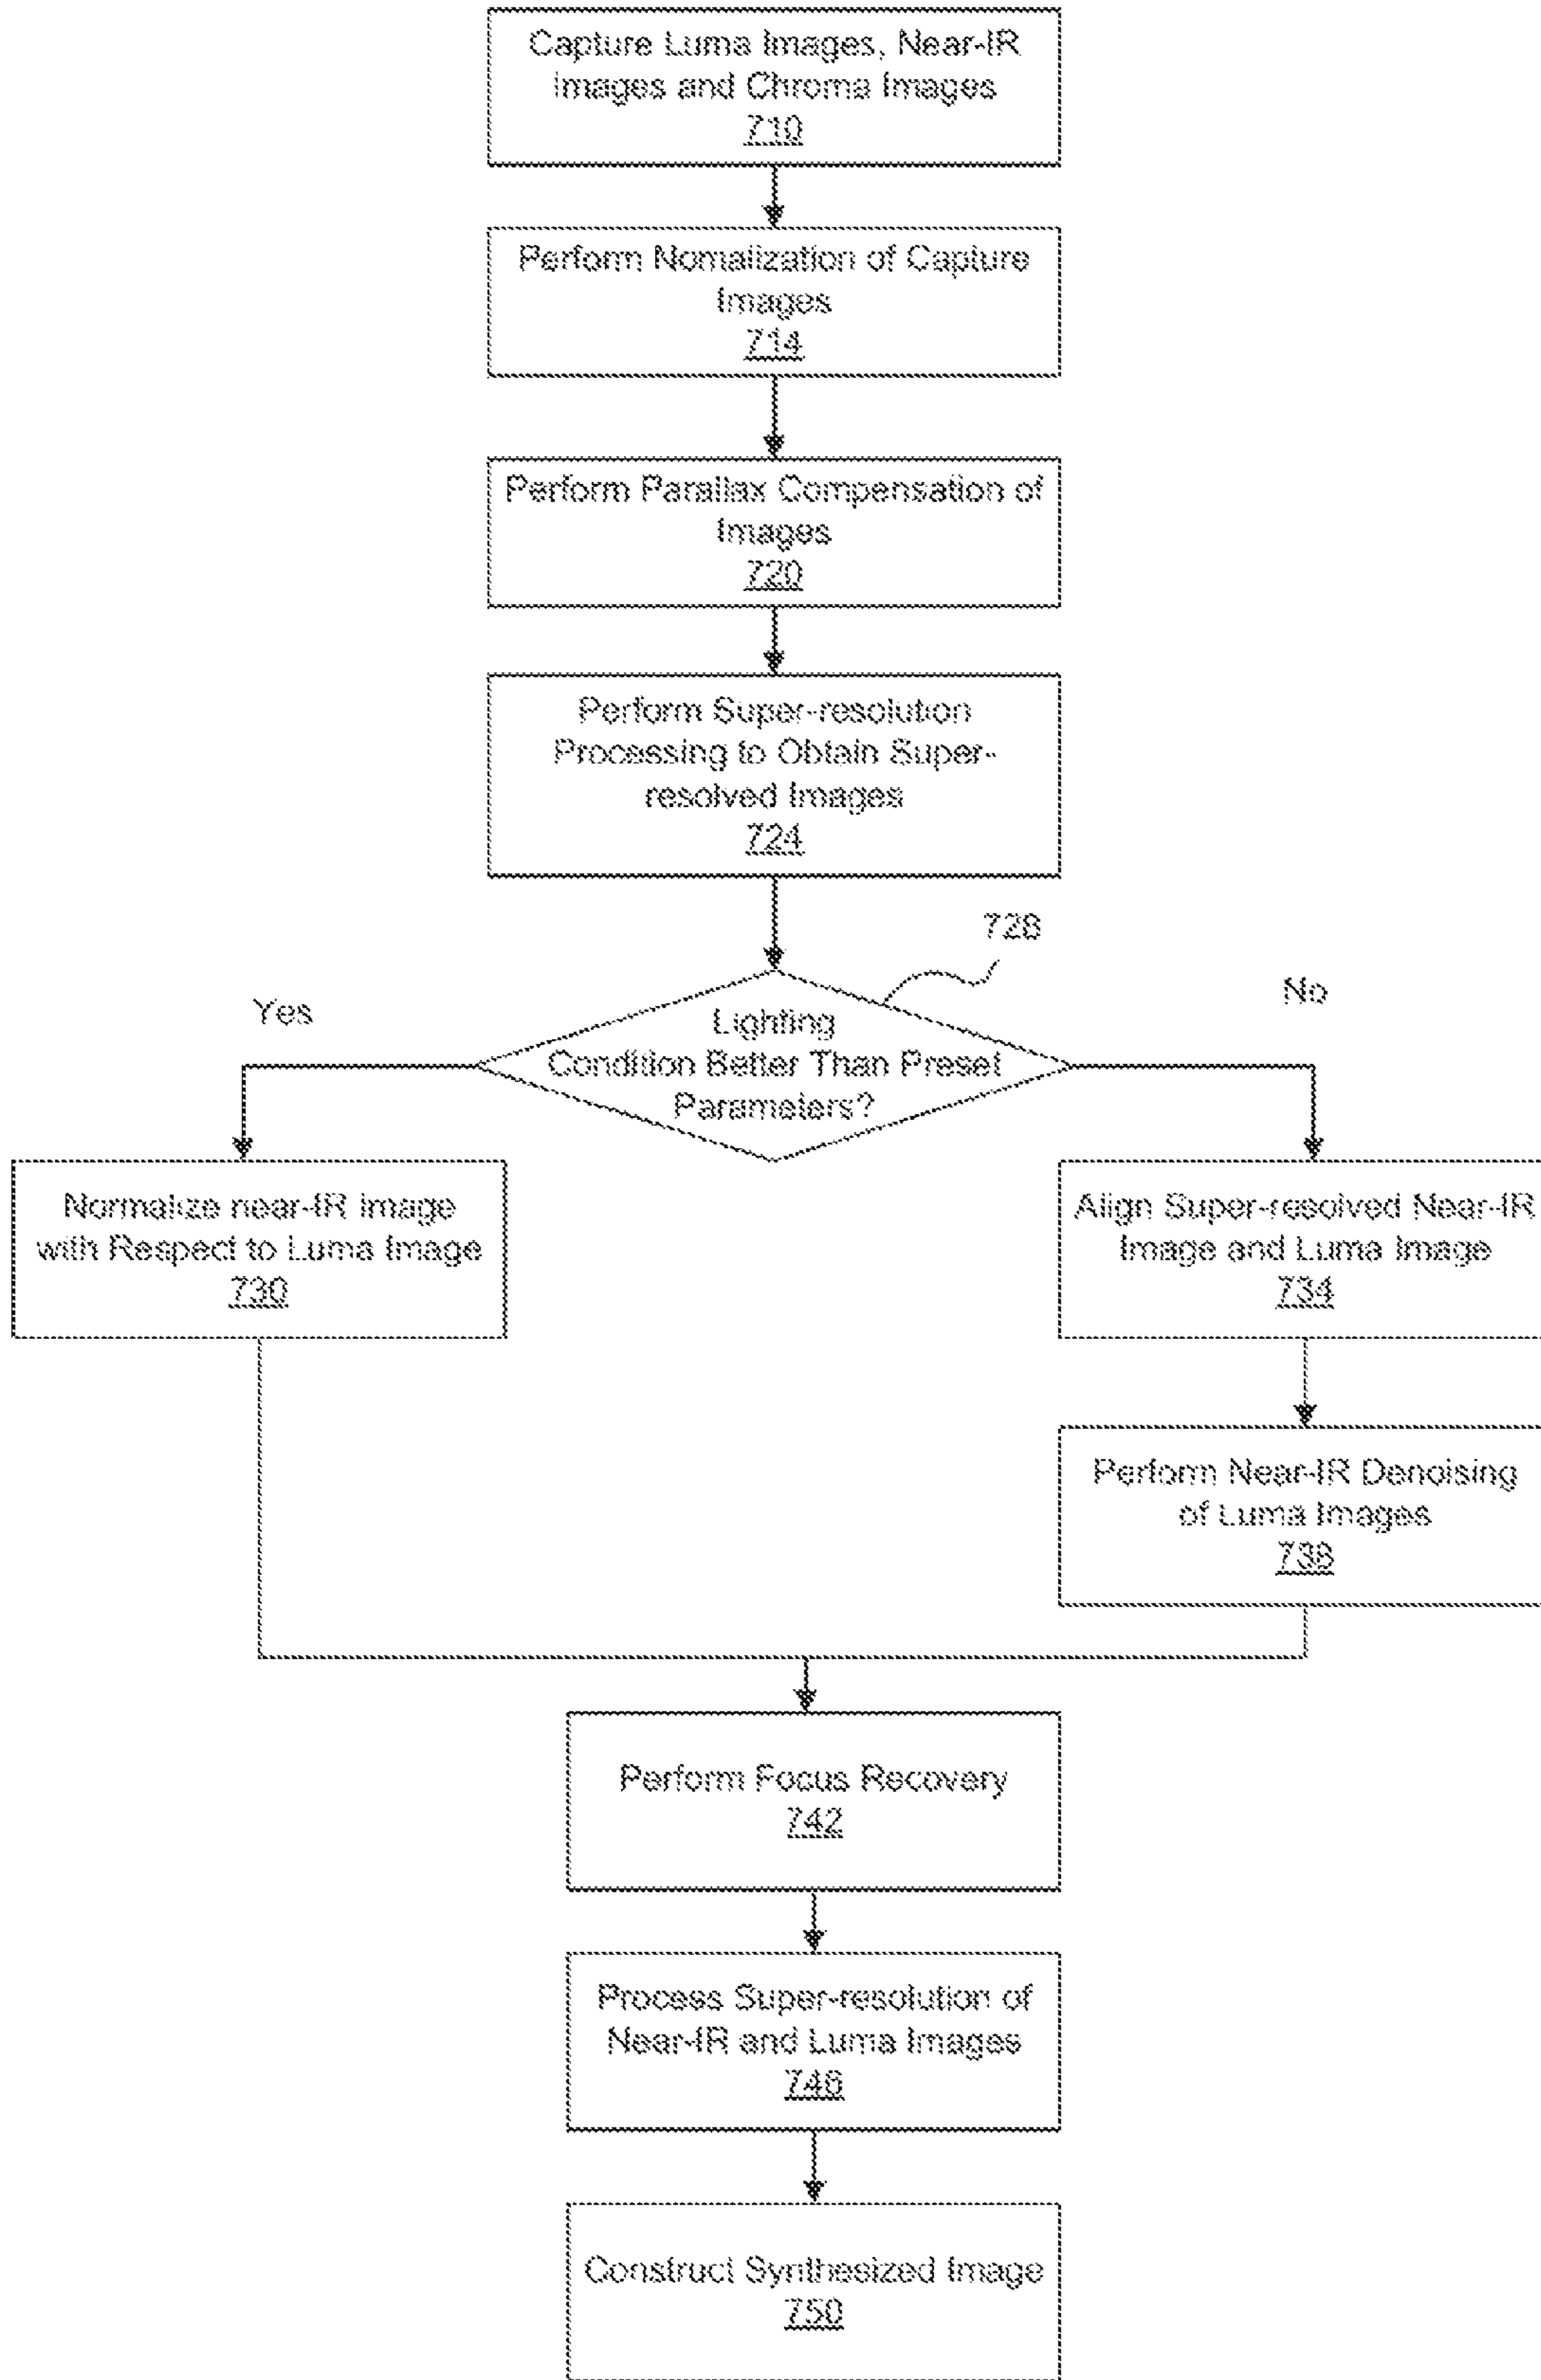 Capture Luma Images, Near-IR
Images and Chroma Images
710
Perform Nomalization of Capture
Images
714
Perform Parallax Compensation of
Images
720
Perform Super-resolution
Processing to Obtain Super-
resolved Images
724
728
Yes
No
Lighting
Condition Better Than Preset
Parameters?
Normalize near-IR image
with Respect to Luma Image
730
Align Super-resolved Near-IR
Image and Luma Image
734
Perform Near-IR Denoising
of Luma Images
738
Perform Focus Recovery
742
Process Super-resolution of
Near-IR and Luma Images
746
Construct Synthesized Image
750